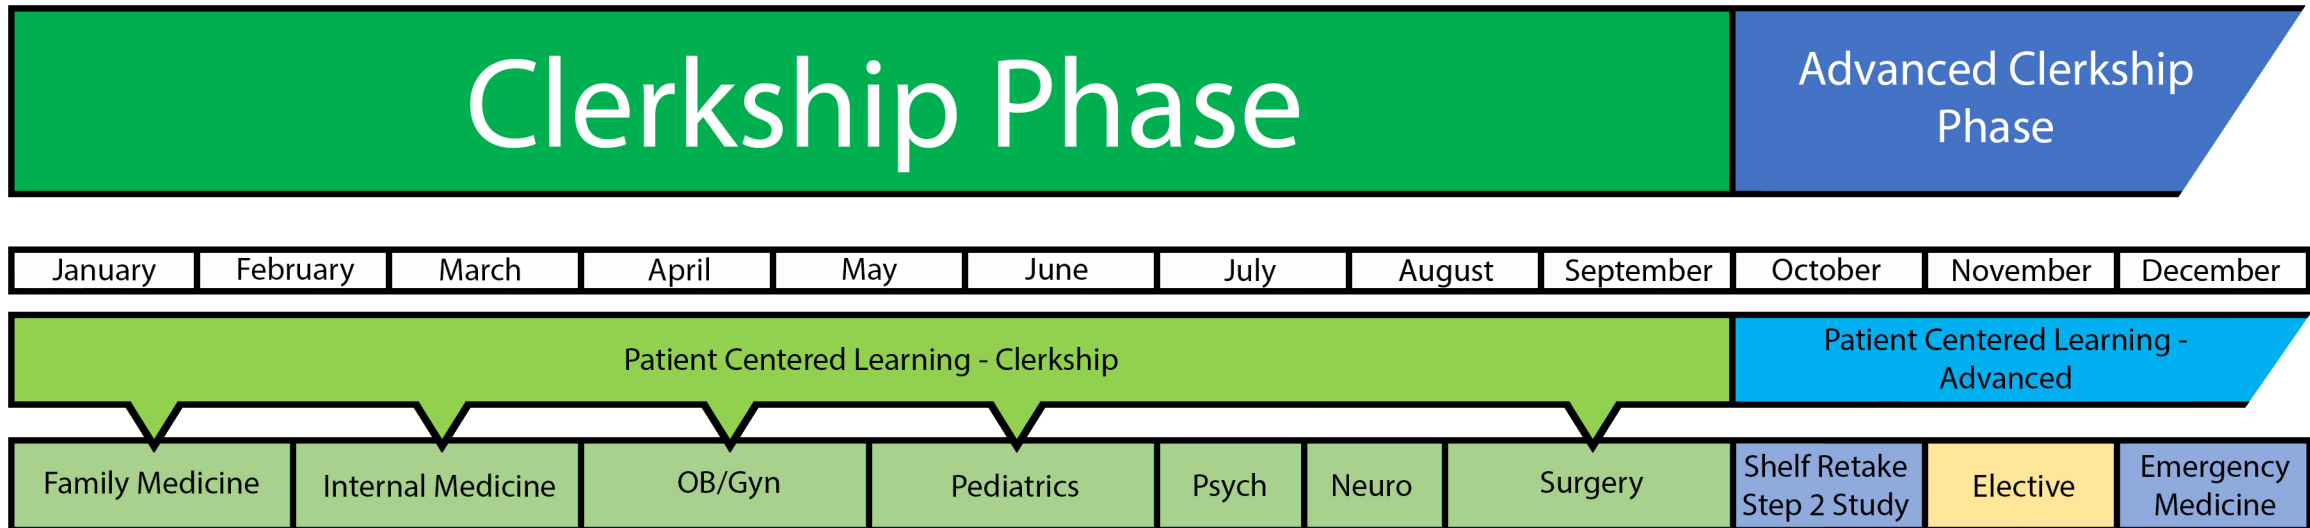 Clerkship Phase
Advanced Clerkship
Phase
January February March April May June July August September October November December
Patient Centered Learning - Clerkship
Patient Centered Learning -
Advanced
Family Medicine
Internal Medicine
OB/Gyn
Pediatrics
Psych
Neuro
Surgery
Shelf Retake
Step 2 Study
Elective
Emergency
Medicine